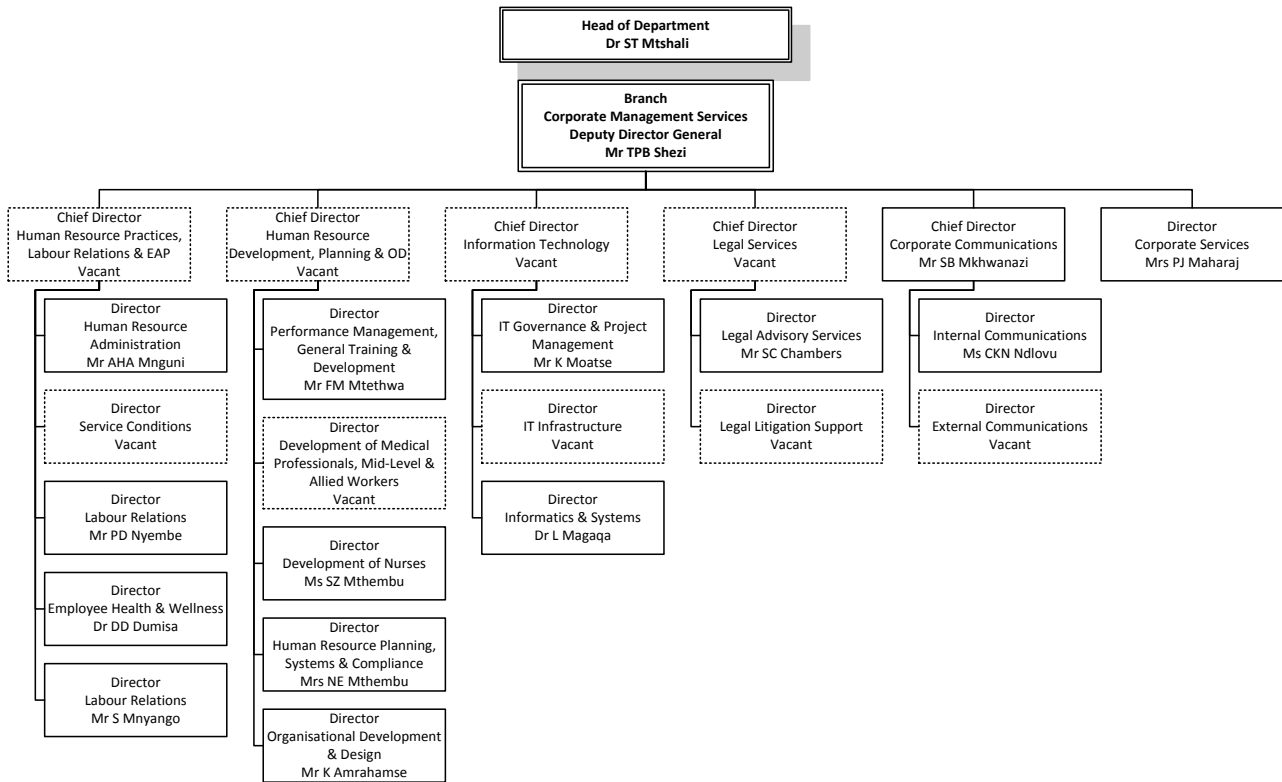 Head of Department
Dr ST Mtshali
Branch
Corporate Management Services
Deputy Director General
Mr TPB Shezi
Chief Director
Human Resource Practices,
Labour Relations & EAP
Vacant
Chief Director
Human Resource
Development, Planning & OD
Vacant
Chief Director
Information Technology
Vacant
Chief Director
Legal Services
Vacant
Chief Director
Corporate Communications
Mr SB Mkhwanazi
Director
Corporate Services
Mrs PJ Maharaj
Director
Human Resource
Administration
Mr AHA Mnguni
Director
Service Conditions
Vacant
Director
Labour Relations
Mr PD Nyembe
Director
Employee Health & Wellness
Dr DD Dumisa
Director
Labour Relations
Mr S Mnyango
Director
Performance Management,
General Training &
Development
Mr FM Mtethwa
Director
Development of Medical
Professionals, Mid-Level &
Allied Workers
Vacant
Director
Development of Nurses
Ms SZ Mthembu
Director
Human Resource Planning,
Systems & Compliance
Mrs NE Mthembu
Director
Organisational Development
& Design
Mr K Amrahamse
Director
IT Governance & Project
Management
Mr K Moatse
Director
IT Infrastructure
Vacant
Director
Informatics & Systems
Dr L Magaqa
Director
Legal Advisory Services
Mr SC Chambers
Director
Legal Litigation Support
Vacant
Director
Internal Communications
Ms CKN Ndlovu
Director
External Communications
Vacant